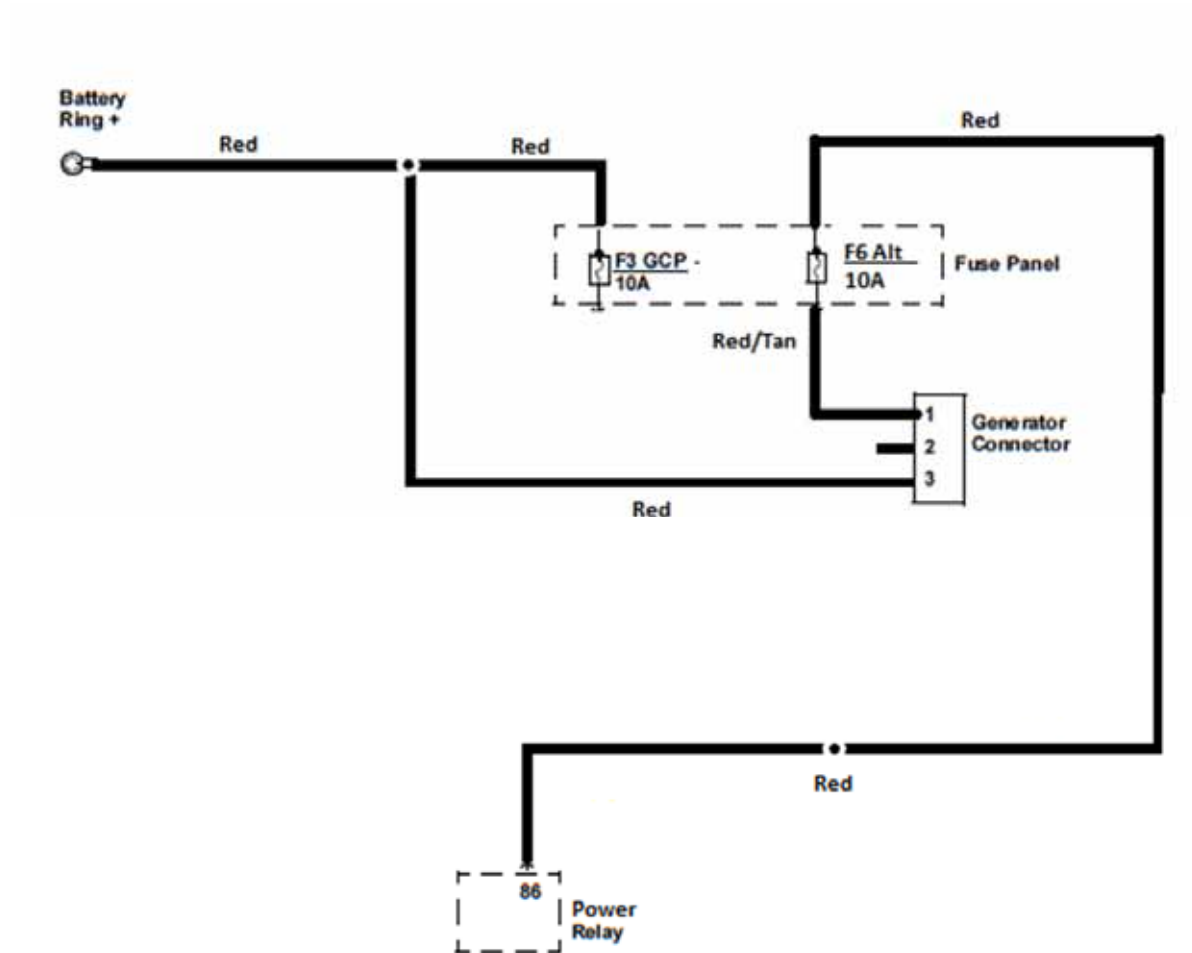 Battery
Ring +
Red
Red
Red
F3 GCP -
10A
F6 Alt
10A
Fuse Panel
Red/Tan
1
2
3
Generator
Connector
Red
Red
86
Power
Relay